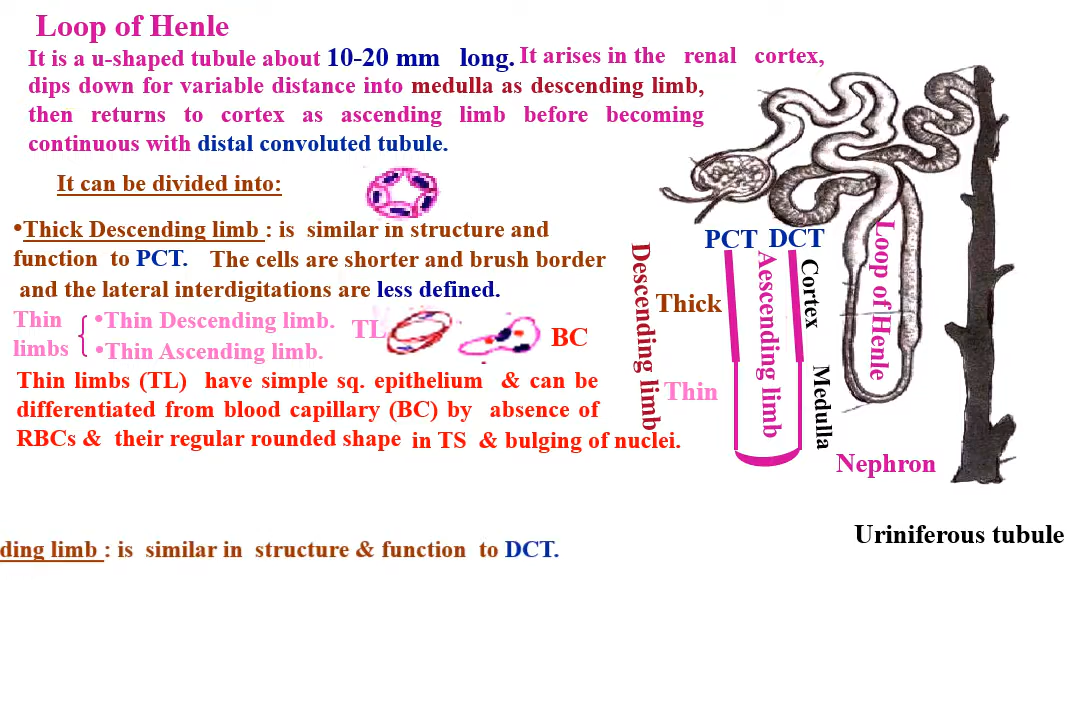 Loop of Henle
It is a u-shaped tubule about 10-20 mm long. It arises in the renal cortex,
dips down for variable distance into medulla as descending limb,
then returns to cortex as ascending limb before becoming
continuous with distal convoluted tubule.
It can be divided into:
•Thick Descending limb : is similar in structure and
function to PCT. The cells are shorter and brush border
and the lateral interdigitations are less defined.
Thin
limbs
•Thin Descending limb.
•Thin Ascending limb.
TL
BC
Thin limbs (TL) have simple sq. epithelium & can be
differentiated from blood capillary (BC) by absence of
RBCs & their regular rounded shape in TS & bulging of nuclei.
ding limb : is similar in structure & function to DCT.
PCT DCT
Descending limb
Thick
Thin
Aescending limb
Cortex
Medulla
Loop of Henle
Nephron
Uriniferous tubule